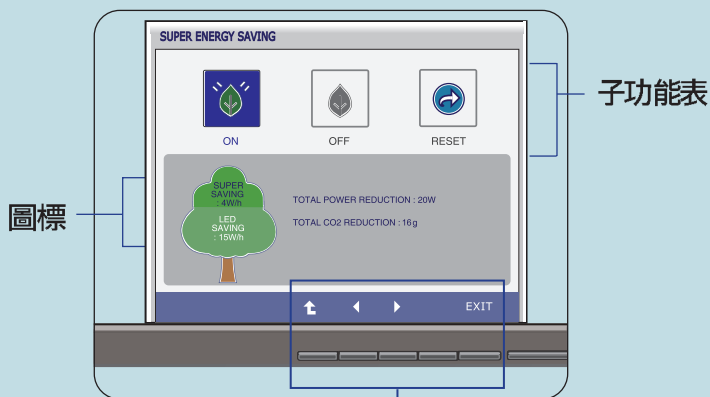 SUPER ENERGY SAVING
子功能表
ON
OFF
RESET
圖標
SUPER
SAVING
: 4W/h
LED
SAVING
: 15W/h
TOTAL POWER REDUCTION : 20W
TOTAL CO2 REDUCTION : 16g
EXIT